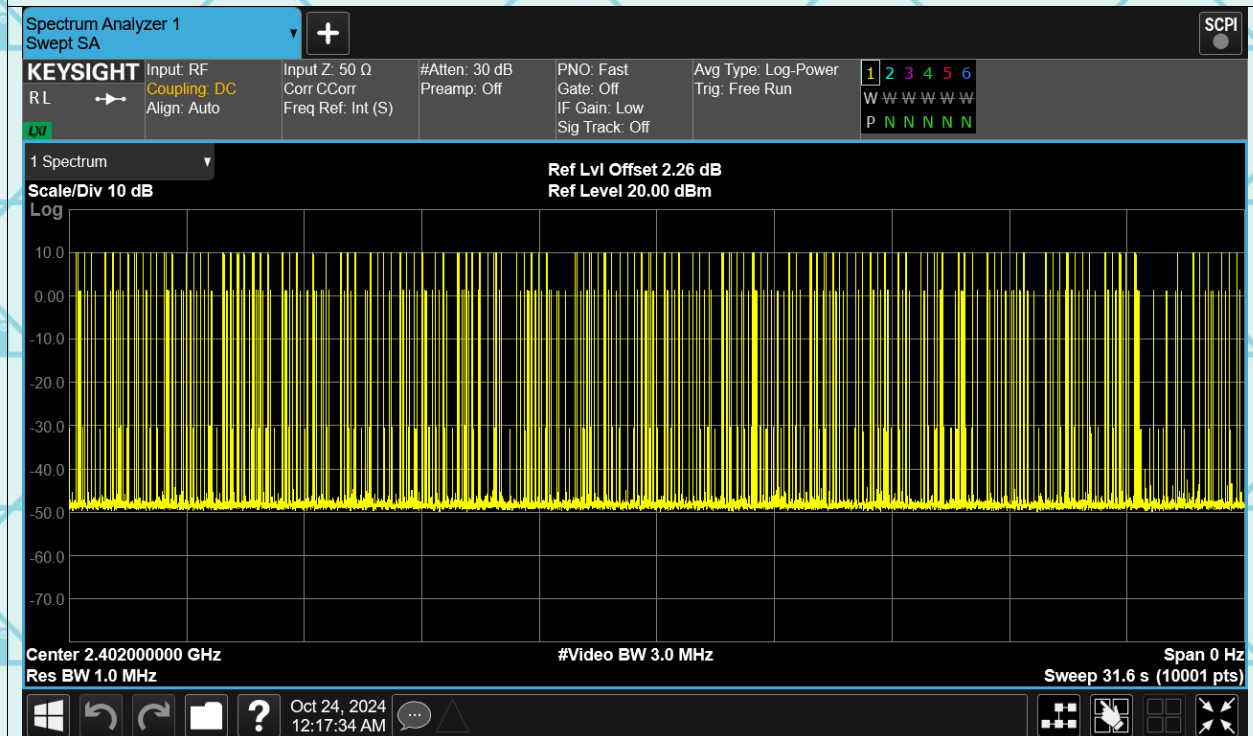 Spectrum Analyzer 1
Swept SA
+
SCPI
KEYSIGHT
R L
LXI
Input: RF
Coupling: DC
Align: Auto
Input Z: 50 Ω
Corr CCorr
Freq Ref: Int (S)
#Atten: 30 dB
Preamp: Off
PNO: Fast
Gate: Off
IF Gain: Low
Sig Track: Off
Avg Type: Log-Power
Trig: Free Run
1 2 3 4 5 6
W W W W W W
P N N N N N
1 Spectrum
Scale/Div 10 dB
Ref Lvl Offset 2.26 dB
Ref Level 20.00 dBm
Log
10.0
0.00
-10.0
-20.0
-30.0
-40.0
-50.0
-60.0
-70.0
Center 2.402000000 GHz
Res BW 1.0 MHz
#Video BW 3.0 MHz
Span 0 Hz
Sweep 31.6 s (10001 pts)
?
Oct 24, 2024
12:17:34 AM